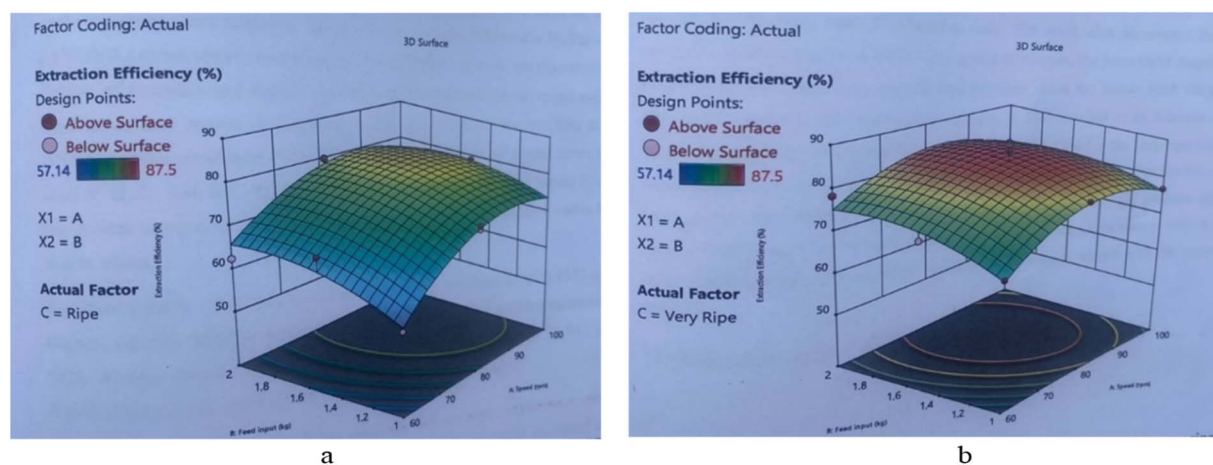 Factor Coding: Actual
3D Surface
Extraction Efficiency (%)
Design Points:
Above Surface
Below Surface
57.14 87.5
X1 = A
X2 = B
Actual Factor
C = Ripe
Extraction Efficiency (%)
90
80
70
60
50
2
1.8
1.6
1.4
1.2
1
B: Feed input (kg)
60
70
80
90
100
A: Speed (rpm)
a
Factor Coding: Actual
3D Surface
Extraction Efficiency (%)
Design Points:
Above Surface
Below Surface
57.14 87.5
X1 = A
X2 = B
Actual Factor
C = Very Ripe
Extraction Efficiency (%)
90
80
70
60
50
2
1.8
1.6
1.4
1.2
1
B: Feed input (kg)
60
70
80
90
100
A: Speed (rpm)
b